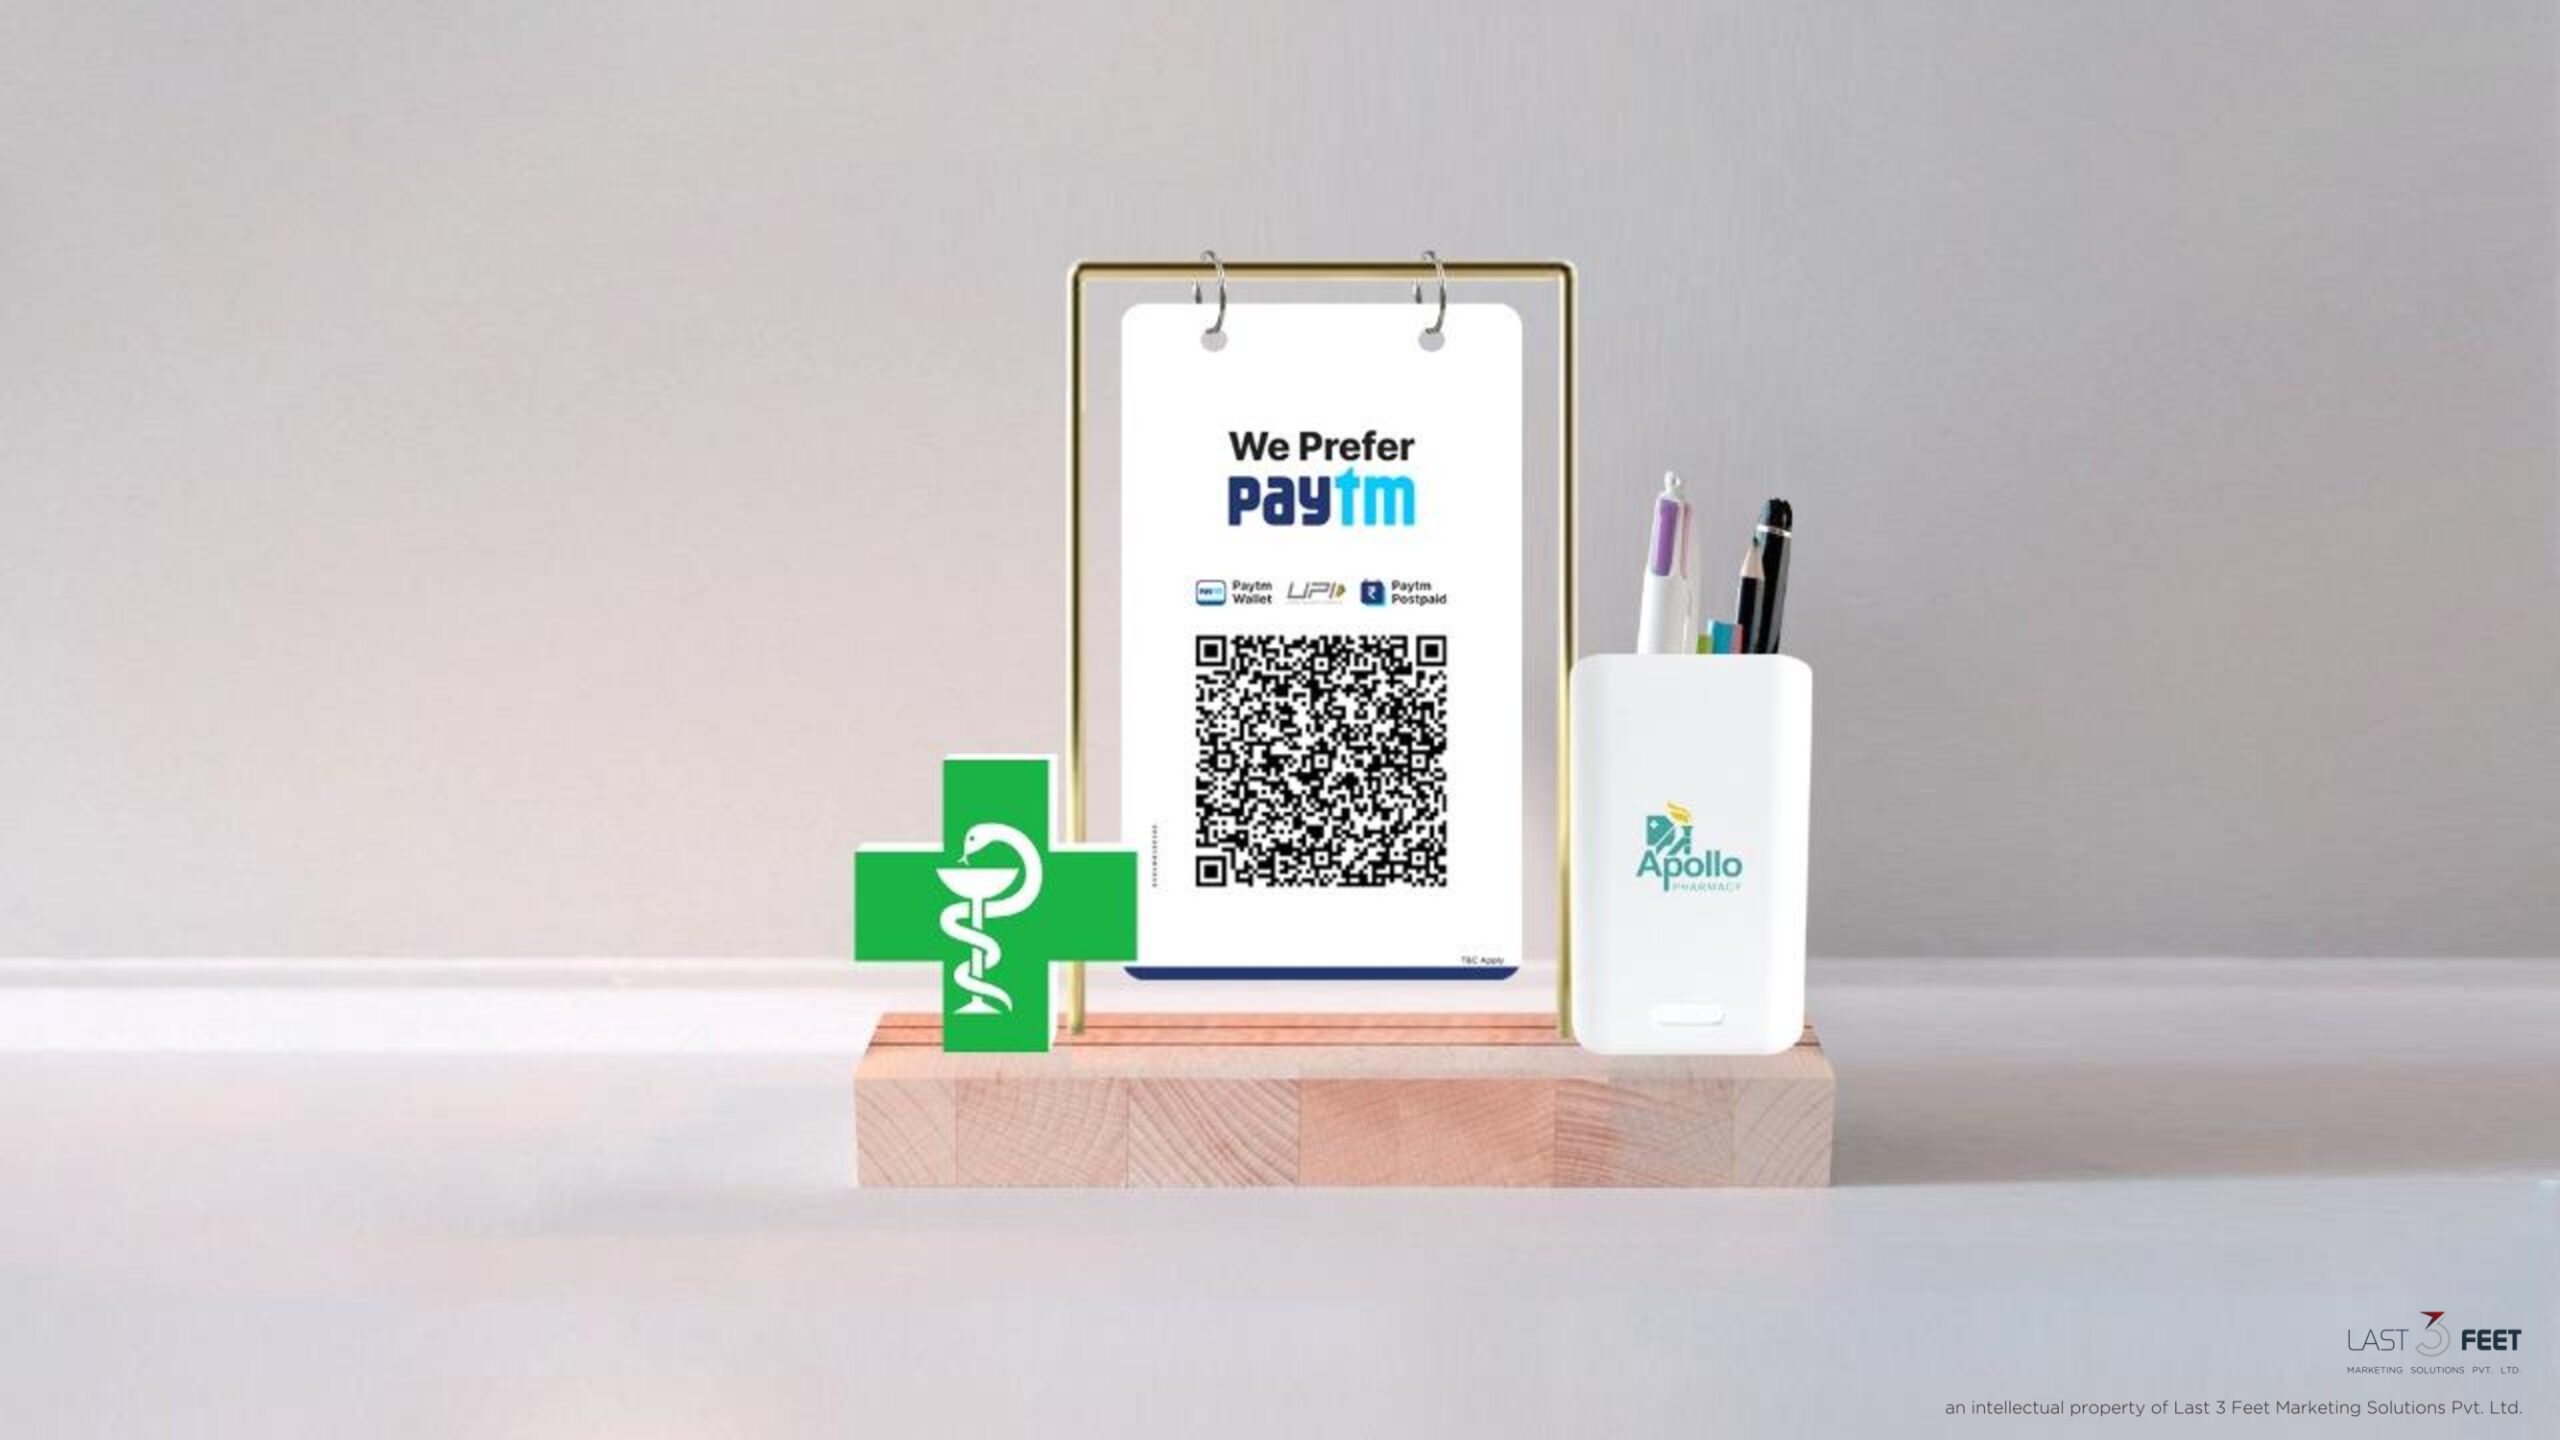 We Prefer
paytm
Paytm
Wallet
UPI
Paytm
Postpaid
T&C Apply
Apollo
PHARMACY
LAST 3 FEET
MARKETING SOLUTIONS PVT. LTD.
an intellectual property of Last 3 Feet Marketing Solutions Pvt. Ltd.